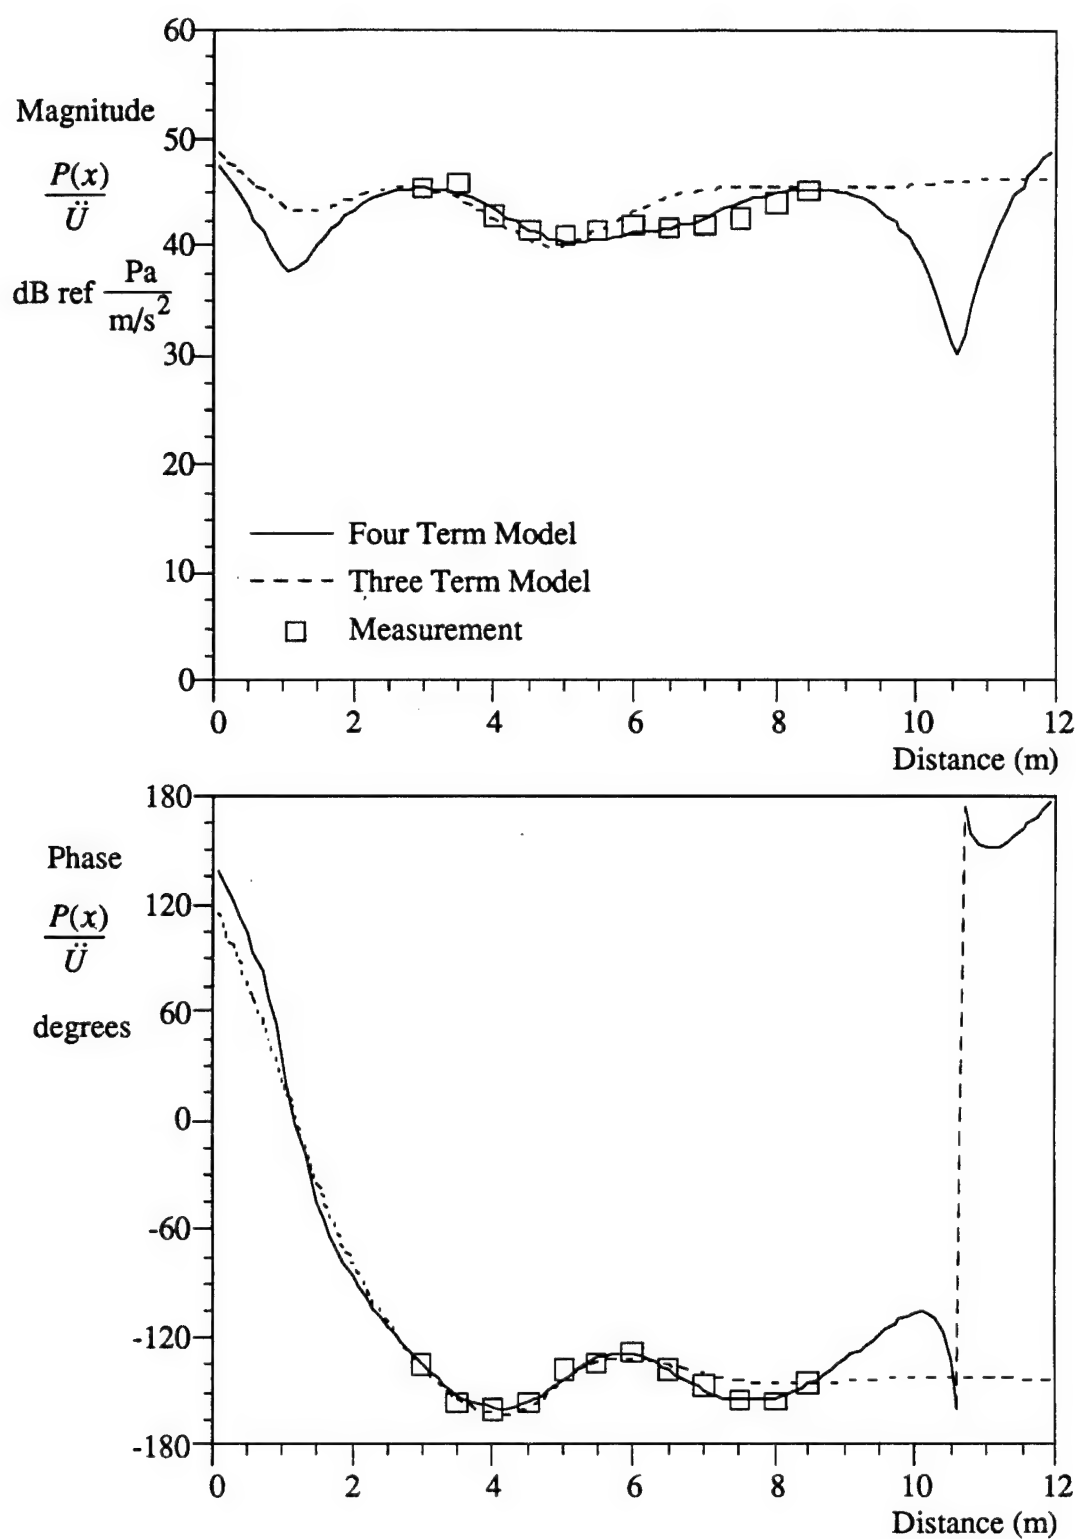 60
Magnitude
50
P(x)
Ü
40
dB ref Pa
m/s2
30
20
Four Term Model
10
Three Term Model
Measurement
0
0 2 4 6 8 10 12
Distance (m)
180
Phase
120
P(x)
Ü
60
degrees
0
-60
-120
-180
0 2 4 6 8 10 12
Distance (m)